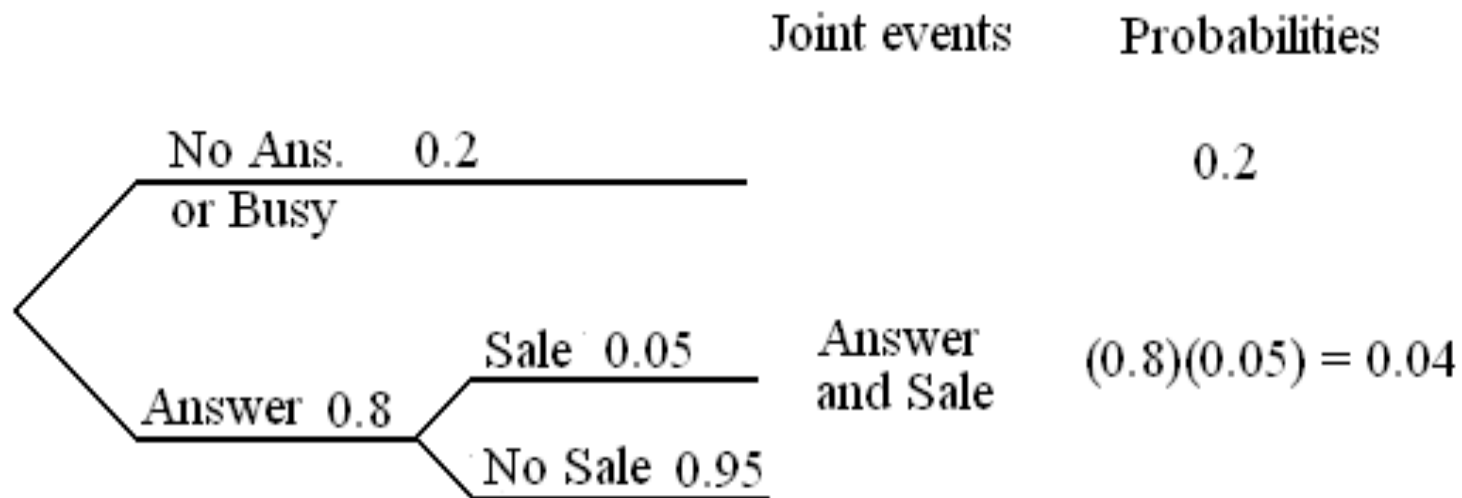 Joint events Probabilities
No Ans. 0.2
or Busy
0.2
Sale 0.05
Answer
and Sale
(0.8)(0.05) = 0.04
Answer 0.8
No Sale 0.95